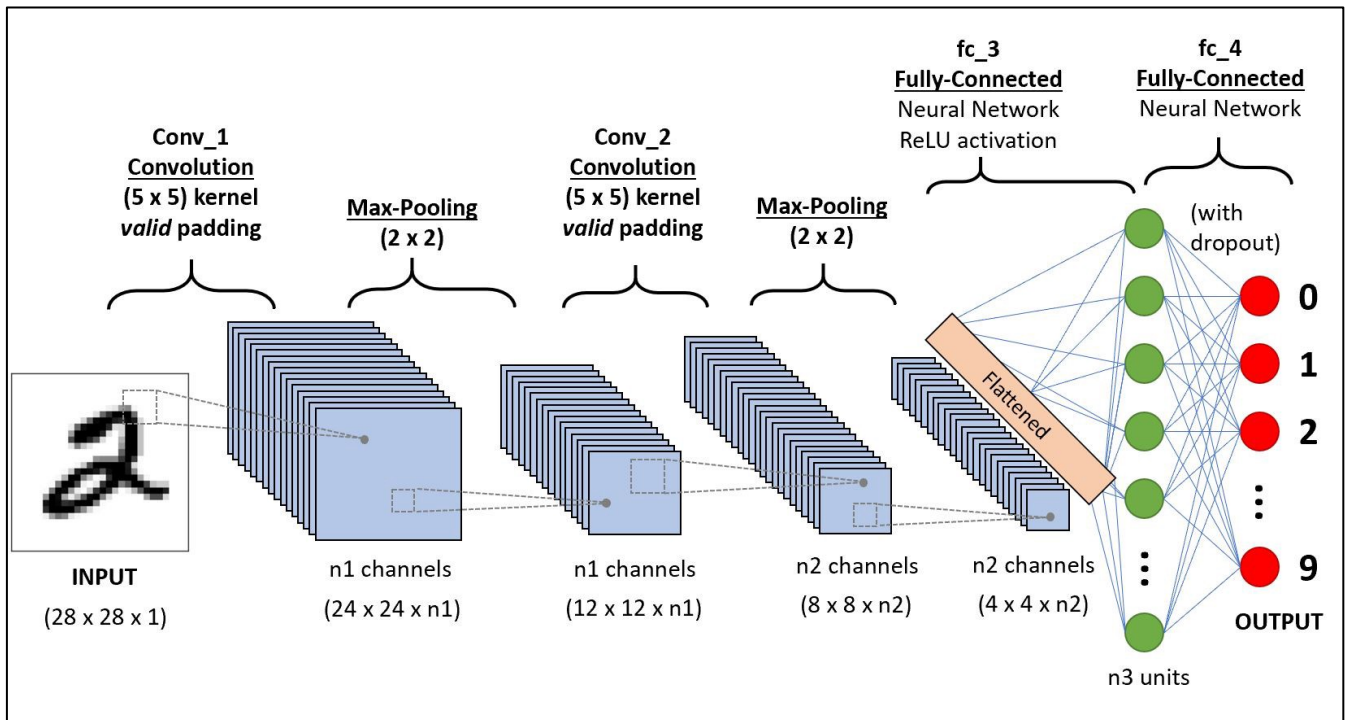 Conv_1
Convolution
(5 x 5) kernel
valid padding
Max-Pooling
(2 x 2)
Conv_2
Convolution
(5 x 5) kernel
valid padding
Max-Pooling
(2 x 2)
fc_3
Fully-Connected
Neural Network
ReLU activation
fc_4
Fully-Connected
Neural Network
(with
dropout)
Flattened
0
1
2
9
OUTPUT
INPUT
(28 x 28 x 1)
n1 channels
(24 x 24 x n1)
n1 channels
(12 x 12 x n1)
n2 channels
(8 x 8 x n2)
n2 channels
(4 x 4 x n2)
n3 units
2